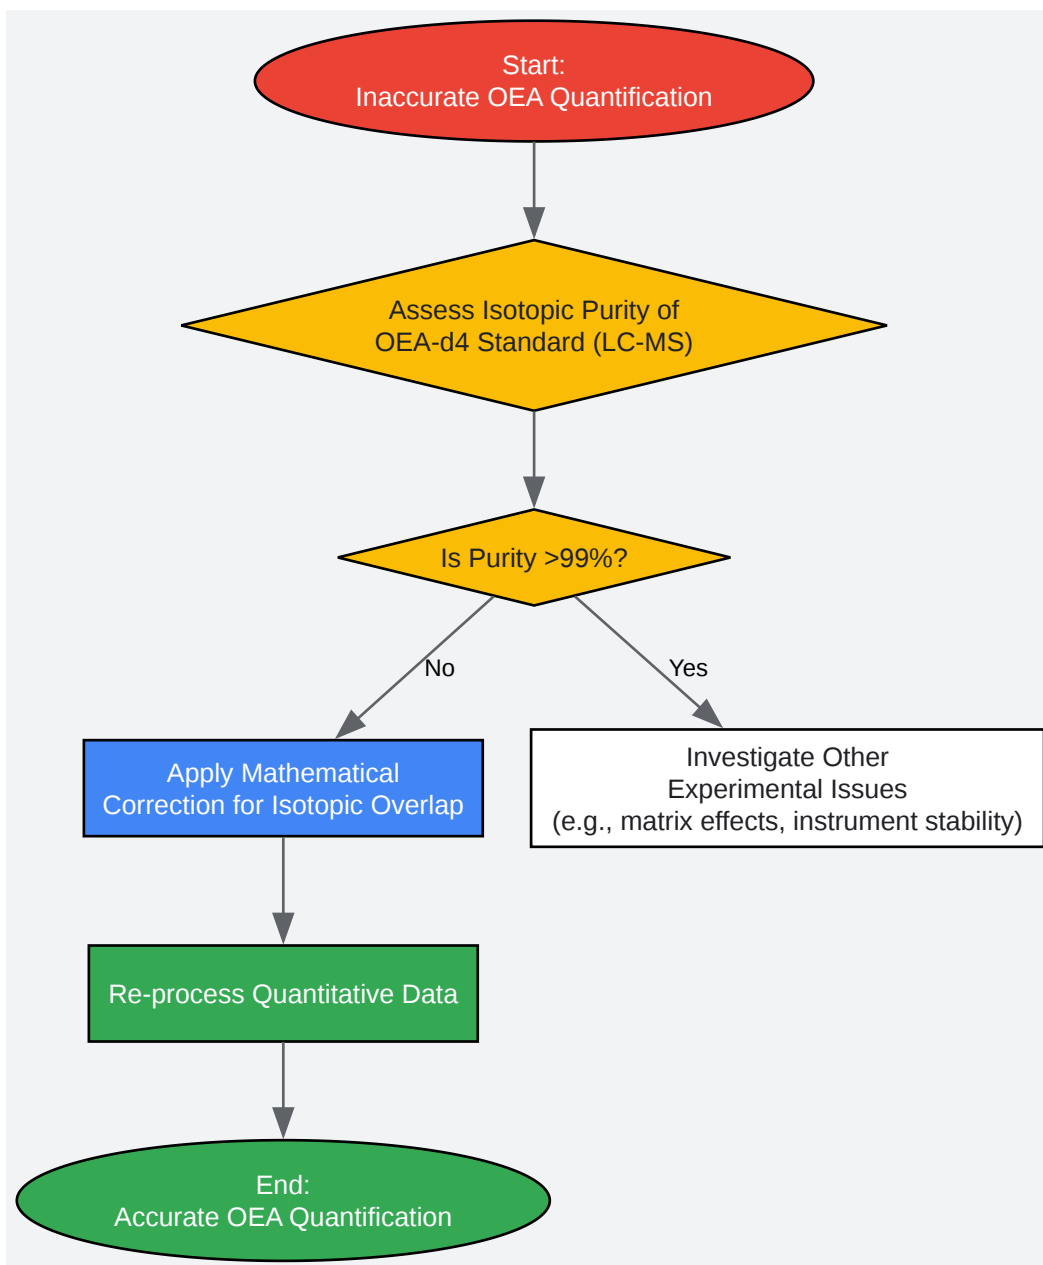 Start:
Inaccurate OEA Quantification
Assess Isotopic Purity of
OEA-d4 Standard (LC-MS)
Is Purity >99%?
No
Yes
Apply Mathematical
Correction for Isotopic Overlap
Investigate Other
Experimental Issues
(e.g., matrix effects, instrument stability)
Re-process Quantitative Data
End:
Accurate OEA Quantification